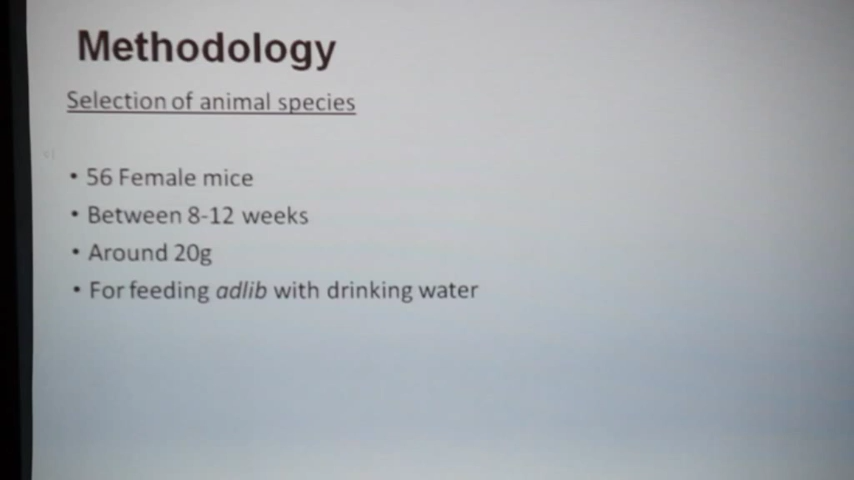 Methodology
Selection of animal species
• 56 Female mice
• Between 8-12 weeks
• Around 20g
• For feeding adlib with drinking water